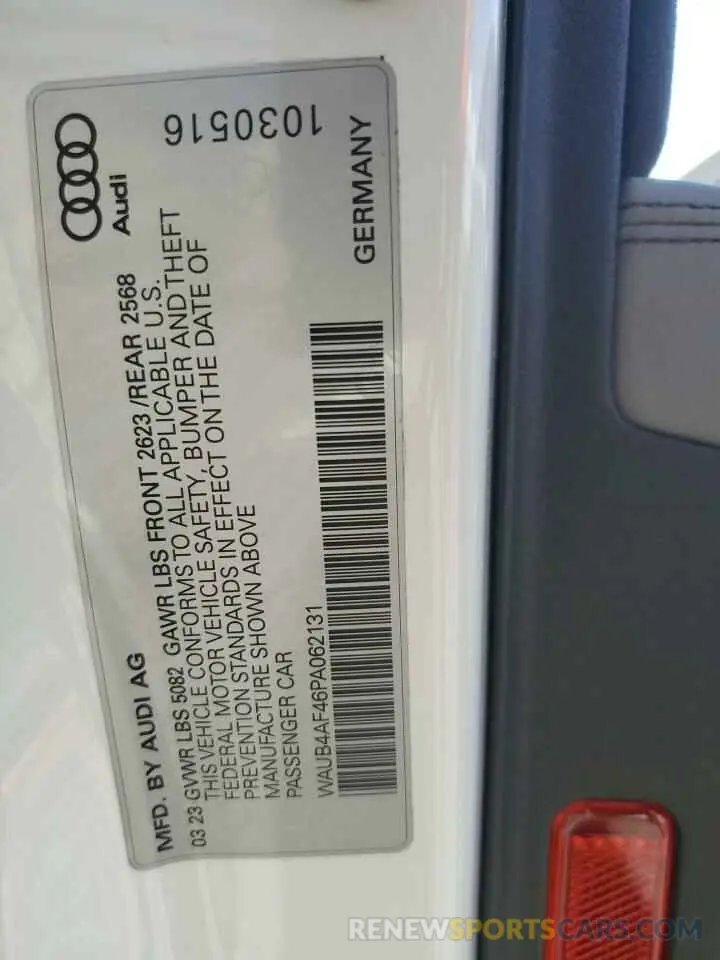 Audi
1030516
MFD. BY AUDI AG
03 23 GVWR LBS 5082 GAWR LBS FRONT 2623 /REAR 2568
THIS VEHICLE CONFORMS TO ALL APPLICABLE U.S.
FEDERAL MOTOR VEHICLE SAFETY, BUMPER AND THEFT
PREVENTION STANDARDS IN EFFECT ON THE DATE OF
MANUFACTURE SHOWN ABOVE
PASSENGER CAR
GERMANY
WAUB4AF46PA062131
RENEWSPORTSCARS.COM